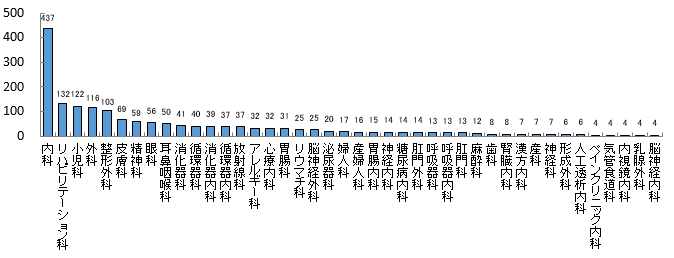 500
400
300
200
100
0
437
132
122
116
103
69
59
56
50
41
40
39
37
37
32
32
31
25
25
20
17
16
15
14
14
14
13
13
13
12
8
8
7
7
7
6
6
4
4
4
4
4
内科
リハビリテーション科
小児科
外科
整形外科
皮膚科
精神科
眼科
耳鼻咽喉科
消化器科
循環器科
消化器内科
循環器内科
放射線科
アレルギー科
心療内科
胃腸科
リウマチ科
脳神経外科
泌尿器科
婦人科
産婦人科
胃腸内科
神経内科
糖尿病内科
肛門外科
呼吸器科
呼吸器内科
肛門科
麻酔科
歯科
腎臓内科
漢方内科
産科
神経科
形成外科
人工透析内科
ペインクリニック内科
気管食道科
内視鏡内科
乳腺外科
脳神経内科